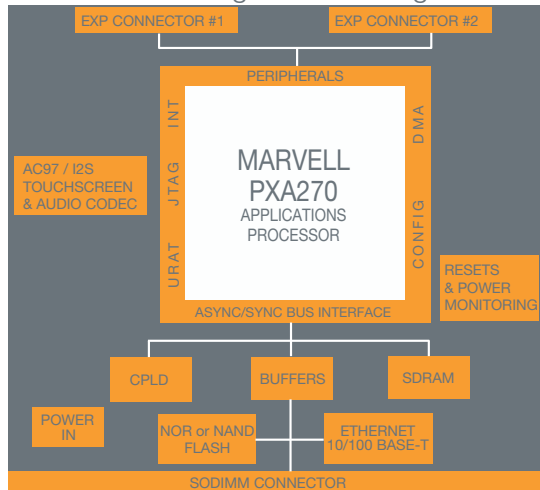 EXP CONNECTOR #1
EXP CONNECTOR #2
PERIPHERALS
INT
JTAG
URAT
DMA
CONFIG
MARVELL
PXA270
APPLICATIONS
PROCESSOR
AC97 / I2S
TOUCHSCREEN
& AUDIO CODEC
RESETS
& POWER
MONITORING
ASYNC/SYNC BUS INTERFACE
CPLD
BUFFERS
SDRAM
POWER
IN
NOR or NAND
FLASH
ETHERNET
10/100 BASE-T
SODIMM CONNECTOR